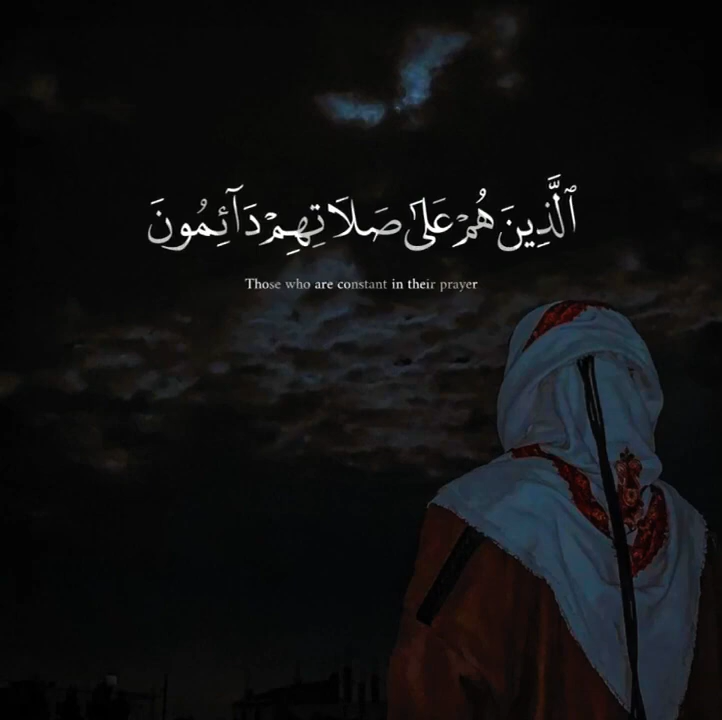 ٱلَّذِينَ هُمۡ عَلَىٰ صَلَاتِهِمۡ دَآئِمُونَ
Those who are constant in their prayer